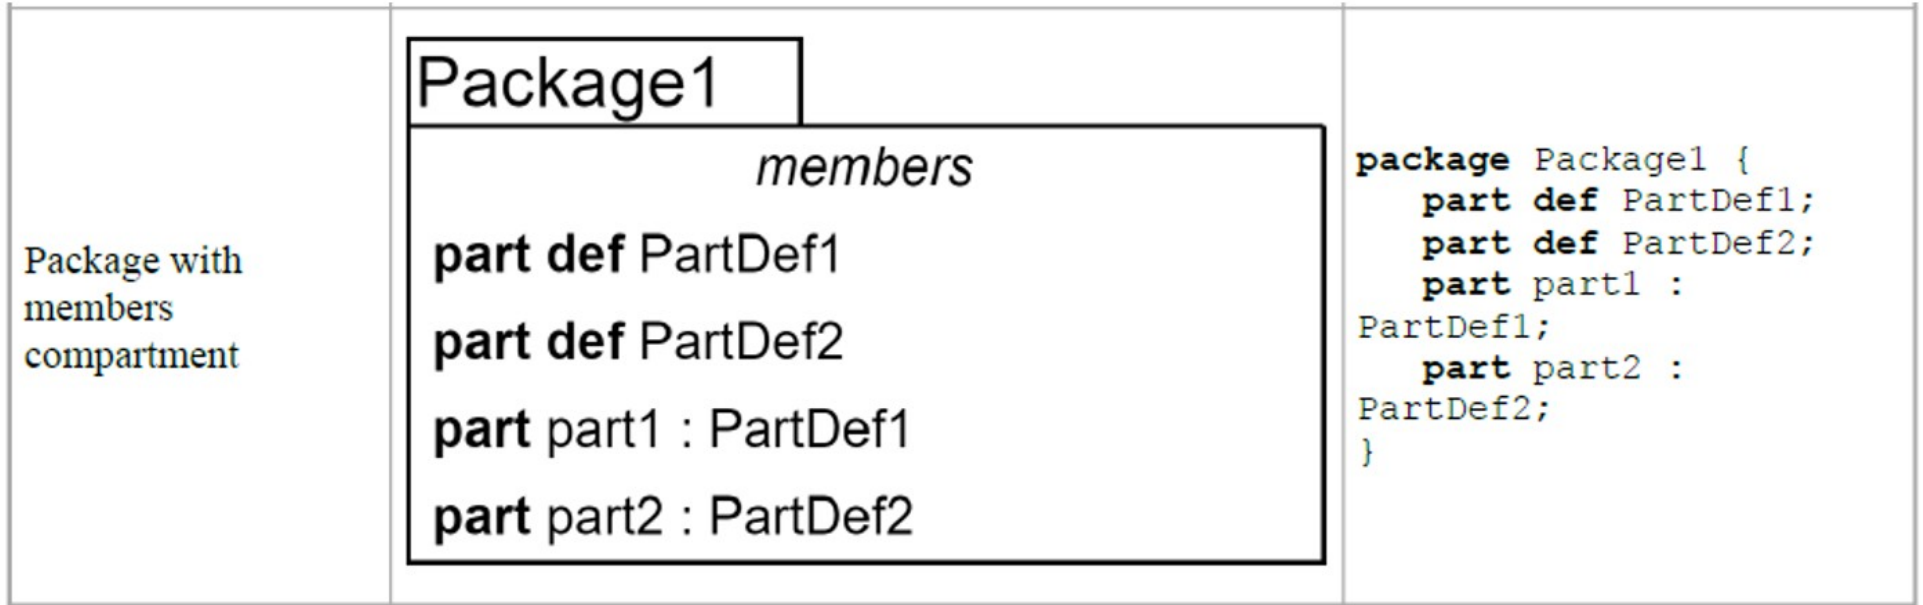 Package with
members
compartment
Package1
members
part def PartDef1
part def PartDef2
part part1 : PartDef1
part part2 : PartDef2
package Package1 {
part def PartDef1;
part def PartDef2;
part part1 :
PartDef1;
part part2 :
PartDef2;
}